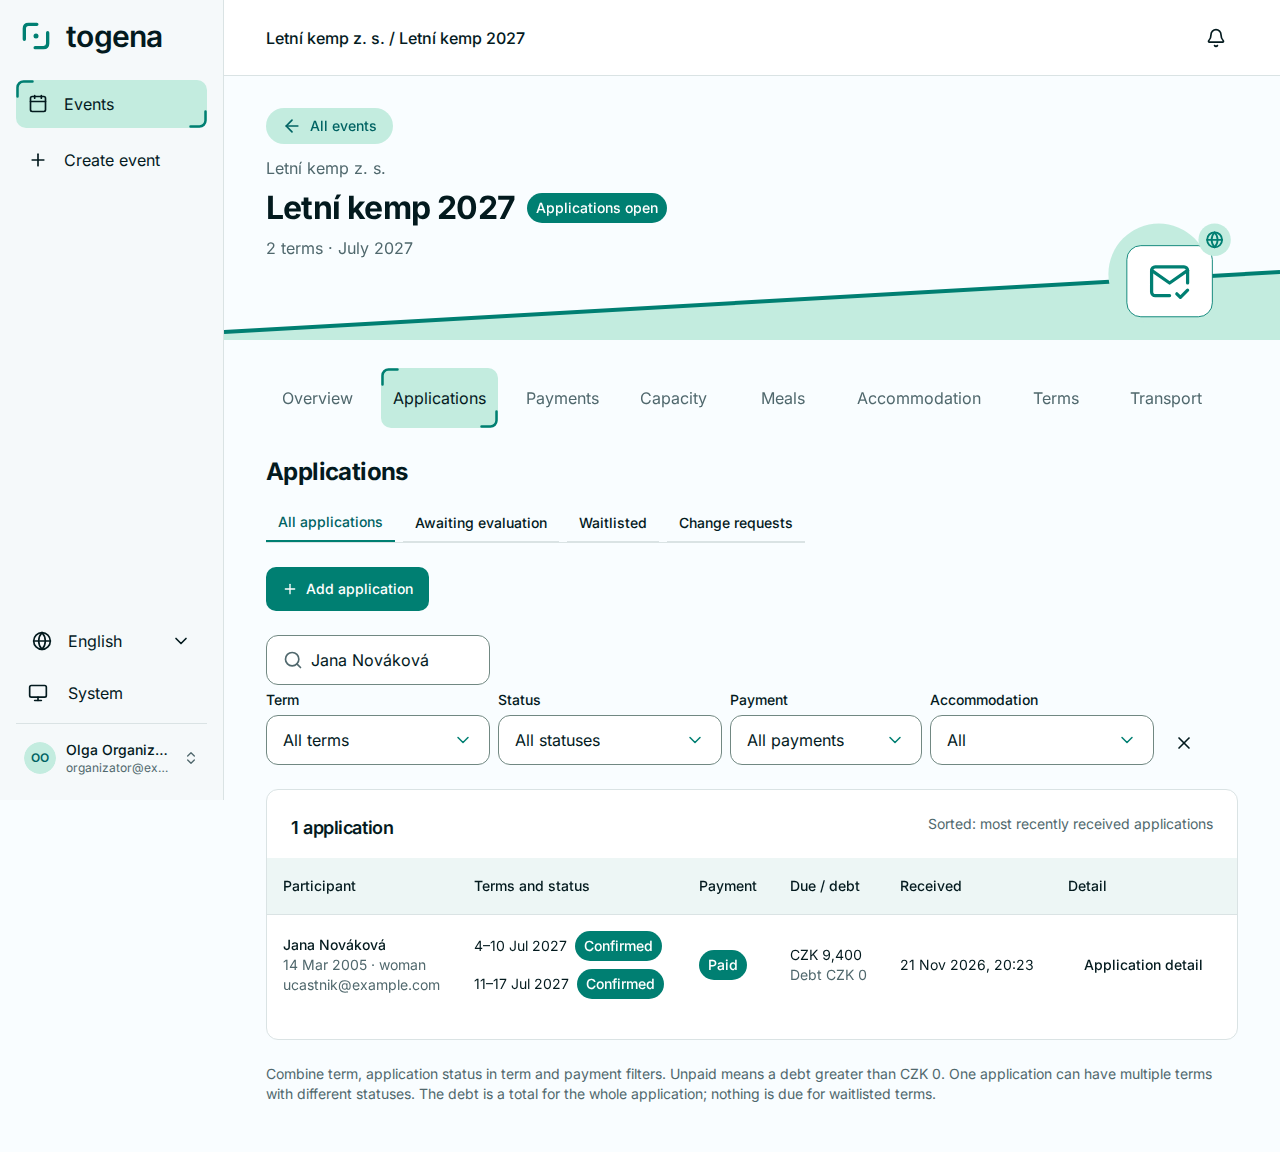 togena
Letní kemp z. s. / Letní kemp 2027
Events
Create event
All events
Letní kemp z. s.
Letní kemp 2027 Applications open
2 terms · July 2027
Overview Applications Payments Capacity Meals Accommodation Terms Transport
Applications
All applications Awaiting evaluation Waitlisted Change requests
Add application
Jana Nováková
Term Status Payment Accommodation
All terms All statuses All payments All
English
System
OO Olga Organiz...
organizator@ex...
1 application Sorted: most recently received applications
Participant Terms and status Payment Due / debt Received Detail
Jana Nováková
14 Mar 2005 · woman
ucastnik@example.com
4–10 Jul 2027 Confirmed
11–17 Jul 2027 Confirmed
Paid
CZK 9,400
Debt CZK 0
21 Nov 2026, 20:23
Application detail
Combine term, application status in term and payment filters. Unpaid means a debt greater than CZK 0. One application can have multiple terms
with different statuses. The debt is a total for the whole application; nothing is due for waitlisted terms.